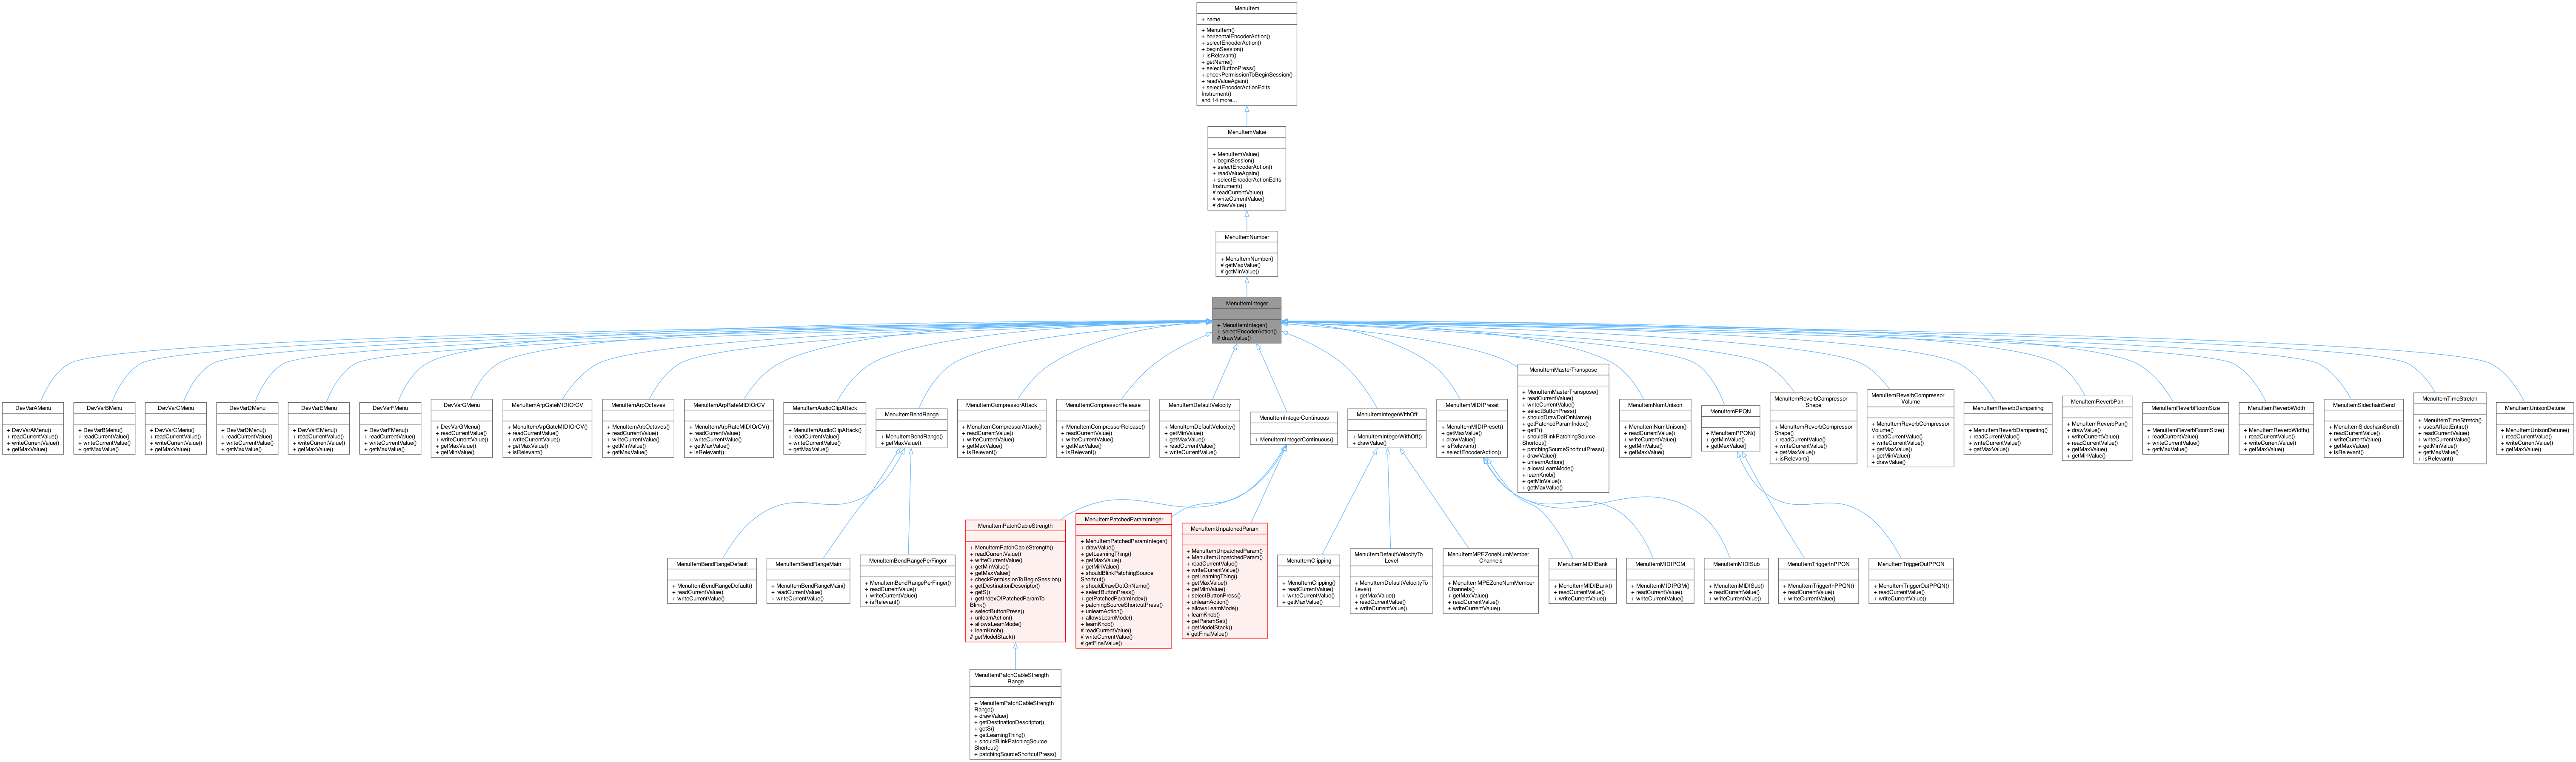 MenuItem
+ name
+ MenuItem()
+ horizontalEncoderAction()
+ selectEncoderAction()
+ beginSession()
+ isRelevant()
+ getName()
+ selectButtonPress()
+ checkPermissionToBeginSession()
+ readValueAgain()
+ selectEncoderActionEdits
Instrument()
and 14 more...
MenuItemValue
+ MenuItemValue()
+ beginSession()
+ selectEncoderAction()
+ readValueAgain()
+ selectEncoderActionEdits
Instrument()
# readCurrentValue()
# writeCurrentValue()
# drawValue()
MenuItemNumber
+ MenuItemNumber()
# getMaxValue()
# getMinValue()
MenuItemInteger
+ MenuItemInteger()
+ selectEncoderAction()
# drawValue()
DevVarAMenu
+ DevVarAMenu()
+ readCurrentValue()
+ writeCurrentValue()
+ getMaxValue()
DevVarBMenu
+ DevVarBMenu()
+ readCurrentValue()
+ writeCurrentValue()
+ getMaxValue()
DevVarCMenu
+ DevVarCMenu()
+ readCurrentValue()
+ writeCurrentValue()
+ getMaxValue()
DevVarDMenu
+ DevVarDMenu()
+ readCurrentValue()
+ writeCurrentValue()
+ getMaxValue()
DevVarEMenu
+ DevVarEMenu()
+ readCurrentValue()
+ writeCurrentValue()
+ getMaxValue()
DevVarFMenu
+ DevVarFMenu()
+ readCurrentValue()
+ writeCurrentValue()
+ getMaxValue()
DevVarGMenu
+ DevVarGMenu()
+ readCurrentValue()
+ writeCurrentValue()
+ getMaxValue()
+ getMinValue()
MenuItemArpGateMIDIOrCV
+ MenuItemArpGateMIDIOrCV()
+ readCurrentValue()
+ writeCurrentValue()
+ getMaxValue()
+ isRelevant()
MenuItemArpOctaves
+ MenuItemArpOctaves()
+ readCurrentValue()
+ writeCurrentValue()
+ getMinValue()
+ getMaxValue()
MenuItemArpRateMIDIOrCV
+ MenuItemArpRateMIDIOrCV()
+ readCurrentValue()
+ writeCurrentValue()
+ getMaxValue()
+ isRelevant()
MenuItemAudioClipAttack
+ MenuItemAudioClipAttack()
+ readCurrentValue()
+ writeCurrentValue()
+ getMaxValue()
MenuItemBendRange
+ MenuItemBendRange()
+ getMaxValue()
MenuItemCompressorAttack
+ MenuItemCompressorAttack()
+ readCurrentValue()
+ writeCurrentValue()
+ getMaxValue()
+ isRelevant()
MenuItemCompressorRelease
+ MenuItemCompressorRelease()
+ readCurrentValue()
+ writeCurrentValue()
+ getMaxValue()
+ isRelevant()
MenuItemDefaultVelocity
+ MenuItemDefaultVelocity()
+ getMinValue()
+ getMaxValue()
+ readCurrentValue()
+ writeCurrentValue()
MenuItemIntegerContinuous
+ MenuItemIntegerContinuous()
MenuItemIntegerWithOff
+ MenuItemIntegerWithOff()
+ drawValue()
MenuItemMIDIPreset
+ MenuItemMIDIPreset()
+ getMaxValue()
+ drawValue()
+ isRelevant()
+ selectEncoderAction()
MenuItemMasterTranspose
+ MenuItemMasterTranspose()
+ readCurrentValue()
+ writeCurrentValue()
+ selectButtonPress()
+ shouldDrawDotOnName()
+ getPatchedParamIndex()
+ getP()
+ shouldBlinkPatchingSource
Shortcut()
+ patchingSourceShortcutPress()
+ drawValue()
+ unlearnAction()
+ allowsLearnMode()
+ learnKnob()
+ getMinValue()
+ getMaxValue()
MenuItemNumUnison
+ MenuItemNumUnison()
+ readCurrentValue()
+ writeCurrentValue()
+ getMinValue()
+ getMaxValue()
MenuItemPPQN
+ MenuItemPPQN()
+ getMinValue()
+ getMaxValue()
MenuItemReverbCompressor
Shape
+ MenuItemReverbCompressor
Shape()
+ readCurrentValue()
+ writeCurrentValue()
+ getMaxValue()
+ isRelevant()
MenuItemReverbCompressor
Volume
+ MenuItemReverbCompressor
Volume()
+ readCurrentValue()
+ writeCurrentValue()
+ getMaxValue()
+ getMinValue()
+ drawValue()
MenuItemReverbDampening
+ MenuItemReverbDampening()
+ readCurrentValue()
+ writeCurrentValue()
+ getMaxValue()
MenuItemReverbPan
+ MenuItemReverbPan()
+ drawValue()
+ writeCurrentValue()
+ readCurrentValue()
+ getMaxValue()
+ getMinValue()
MenuItemReverbRoomSize
+ MenuItemReverbRoomSize()
+ readCurrentValue()
+ writeCurrentValue()
+ getMaxValue()
MenuItemReverbWidth
+ MenuItemReverbWidth()
+ readCurrentValue()
+ writeCurrentValue()
+ getMaxValue()
MenuItemSidechainSend
+ MenuItemSidechainSend()
+ readCurrentValue()
+ writeCurrentValue()
+ getMaxValue()
+ isRelevant()
MenuItemTimeStretch
+ MenuItemTimeStretch()
+ usesAffectEntire()
+ readCurrentValue()
+ writeCurrentValue()
+ getMinValue()
+ getMaxValue()
+ isRelevant()
MenuItemUnisonDetune
+ MenuItemUnisonDetune()
+ readCurrentValue()
+ writeCurrentValue()
+ getMaxValue()
MenuItemBendRangeDefault
+ MenuItemBendRangeDefault()
+ readCurrentValue()
+ writeCurrentValue()
MenuItemBendRangeMain
+ MenuItemBendRangeMain()
+ readCurrentValue()
+ writeCurrentValue()
MenuItemBendRangePerFinger
+ MenuItemBendRangePerFinger()
+ readCurrentValue()
+ writeCurrentValue()
+ isRelevant()
MenuItemPatchCableStrength
+ MenuItemPatchCableStrength()
+ readCurrentValue()
+ writeCurrentValue()
+ getMinValue()
+ getMaxValue()
+ checkPermissionToBeginSession()
+ getDestinationDescriptor()
+ getS()
+ getIndexOfPatchedParamTo
Blink()
+ selectButtonPress()
+ unlearnAction()
+ allowsLearnMode()
+ learnKnob()
# getModelStack()
MenuItemPatchedParamInteger
+ MenuItemPatchedParamInteger()
+ drawValue()
+ getLearningThing()
+ getMaxValue()
+ getMinValue()
+ shouldBlinkPatchingSource
Shortcut()
+ shouldDrawDotOnName()
+ selectButtonPress()
+ getPatchedParamIndex()
+ patchingSourceShortcutPress()
+ unlearnAction()
+ allowsLearnMode()
+ learnKnob()
# readCurrentValue()
# writeCurrentValue()
# getFinalValue()
MenuItemUnpatchedParam
+ MenuItemUnpatchedParam()
+ MenuItemUnpatchedParam()
+ readCurrentValue()
+ writeCurrentValue()
+ getLearningThing()
+ getMaxValue()
+ getMinValue()
+ selectButtonPress()
+ unlearnAction()
+ allowsLearnMode()
+ learnKnob()
+ getParamSet()
+ getModelStack()
# getFinalValue()
MenuItemClipping
+ MenuItemClipping()
+ readCurrentValue()
+ writeCurrentValue()
+ getMaxValue()
MenuItemDefaultVelocityTo
Level
+ MenuItemDefaultVelocityTo
Level()
+ getMaxValue()
+ readCurrentValue()
+ writeCurrentValue()
MenuItemMPEZoneNumMember
Channels
+ MenuItemMPEZoneNumMember
Channels()
+ getMaxValue()
+ readCurrentValue()
+ writeCurrentValue()
MenuItemMIDIBank
+ MenuItemMIDIBank()
+ readCurrentValue()
+ writeCurrentValue()
MenuItemMIDIPGM
+ MenuItemMIDIPGM()
+ readCurrentValue()
+ writeCurrentValue()
MenuItemMIDISub
+ MenuItemMIDISub()
+ readCurrentValue()
+ writeCurrentValue()
MenuItemTriggerInPPQN
+ MenuItemTriggerInPPQN()
+ readCurrentValue()
+ writeCurrentValue()
MenuItemTriggerOutPPQN
+ MenuItemTriggerOutPPQN()
+ readCurrentValue()
+ writeCurrentValue()
MenuItemPatchCableStrength
Range
+ MenuItemPatchCableStrength
Range()
+ drawValue()
+ getDestinationDescriptor()
+ getS()
+ getLearningThing()
+ shouldBlinkPatchingSource
Shortcut()
+ patchingSourceShortcutPress()